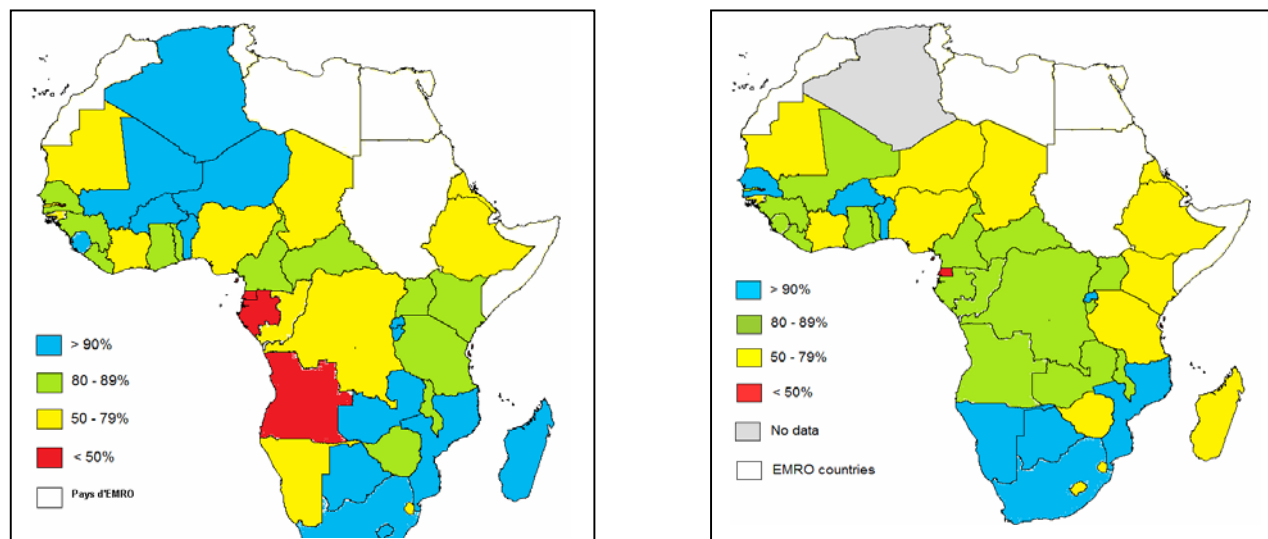 > 90%
80 - 89%
50 - 79%
< 50%
Pays d'EMRO
> 90%
80 - 89%
50 - 79%
< 50%
No data
EMRO countries